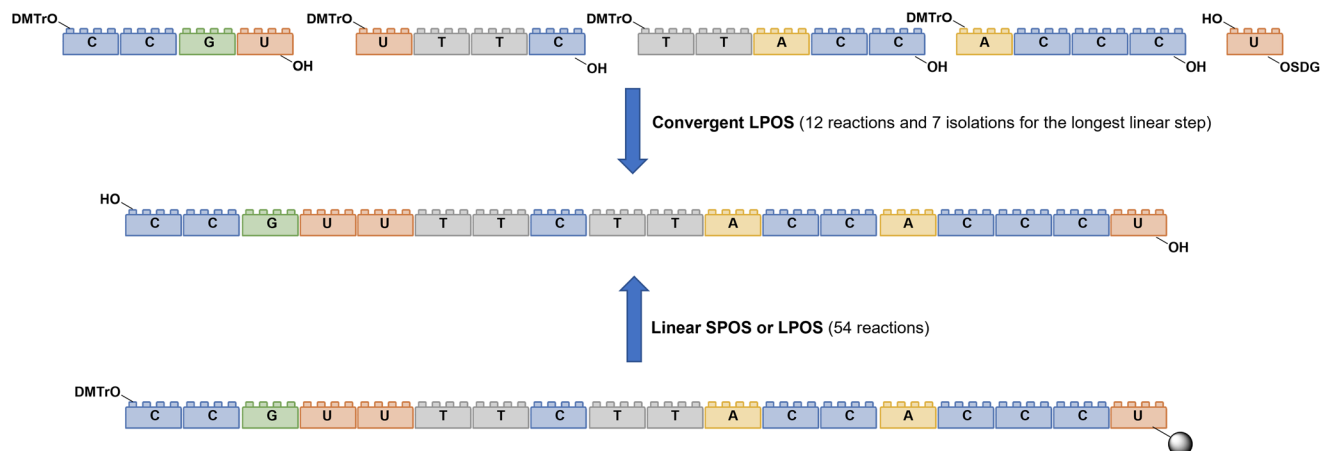 DMTrO DMTrO DMTrO DMTrO HO
C C G U U T T C T T A C C A C C C U
OH OH OH OH OSDG
Convergent LPOS (12 reactions and 7 isolations for the longest linear step)
HO
C C G U U T T C T T A C C A C C C U
OH
Linear SPOS or LPOS (54 reactions)
DMTrO
C C G U U T T C T T A C C A C C C U